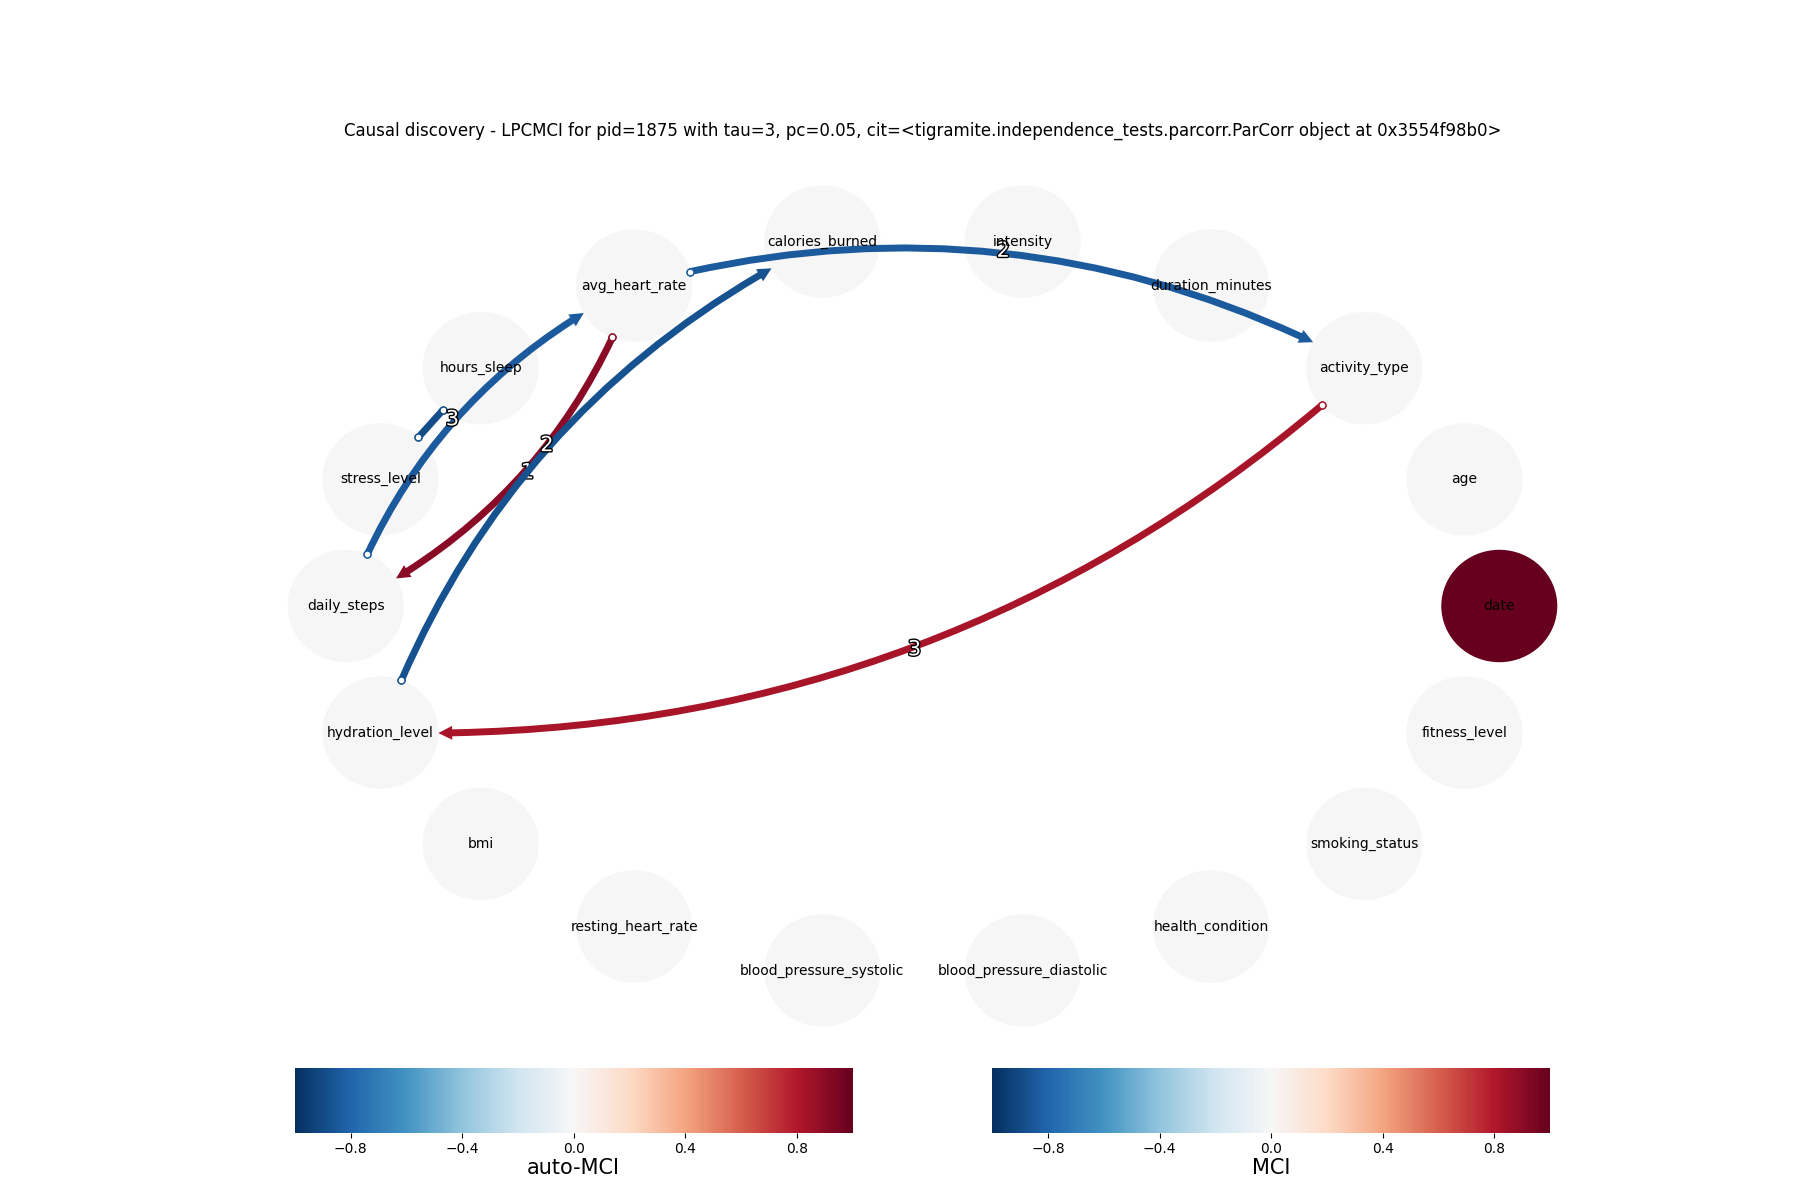 Causal discovery - LPCMCI for pid=1875 with tau=3, pc=0.05, cit=<tigramite.independence_tests.parcorr.ParCorr object at 0x3554f98b0>
calories_burned
intensity
2
avg_heart_rate
duration_minutes
hours_sleep
activity_type
3
2
1
stress_level
age
daily_steps
date
3
hydration_level
fitness_level
bmi
smoking_status
resting_heart_rate
health_condition
blood_pressure_systolic
blood_pressure_diastolic
−0.8 −0.4 0.0 0.4 0.8
auto-MCI
−0.8 −0.4 0.0 0.4 0.8
MCI